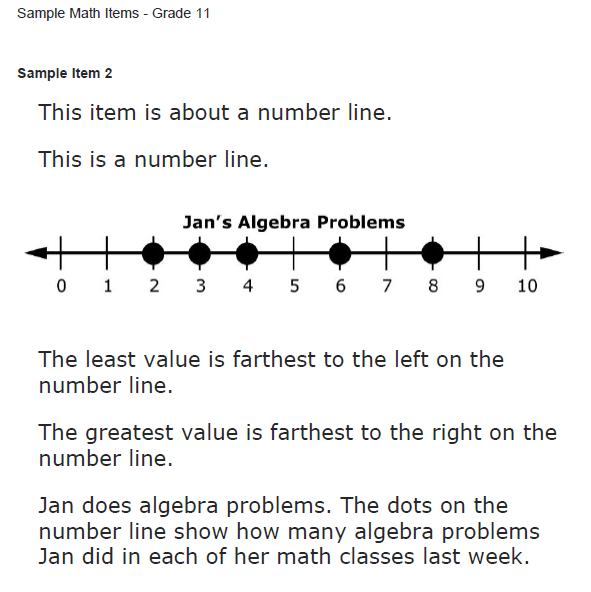 Sample Math Items - Grade 11
Sample Item 2
This item is about a number line.
This is a number line.
Jan’s Algebra Problems
0 1 2 3 4 5 6 7 8 9 10
The least value is farthest to the left on the
number line.
The greatest value is farthest to the right on the
number line.
Jan does algebra problems. The dots on the
number line show how many algebra problems
Jan did in each of her math classes last week.